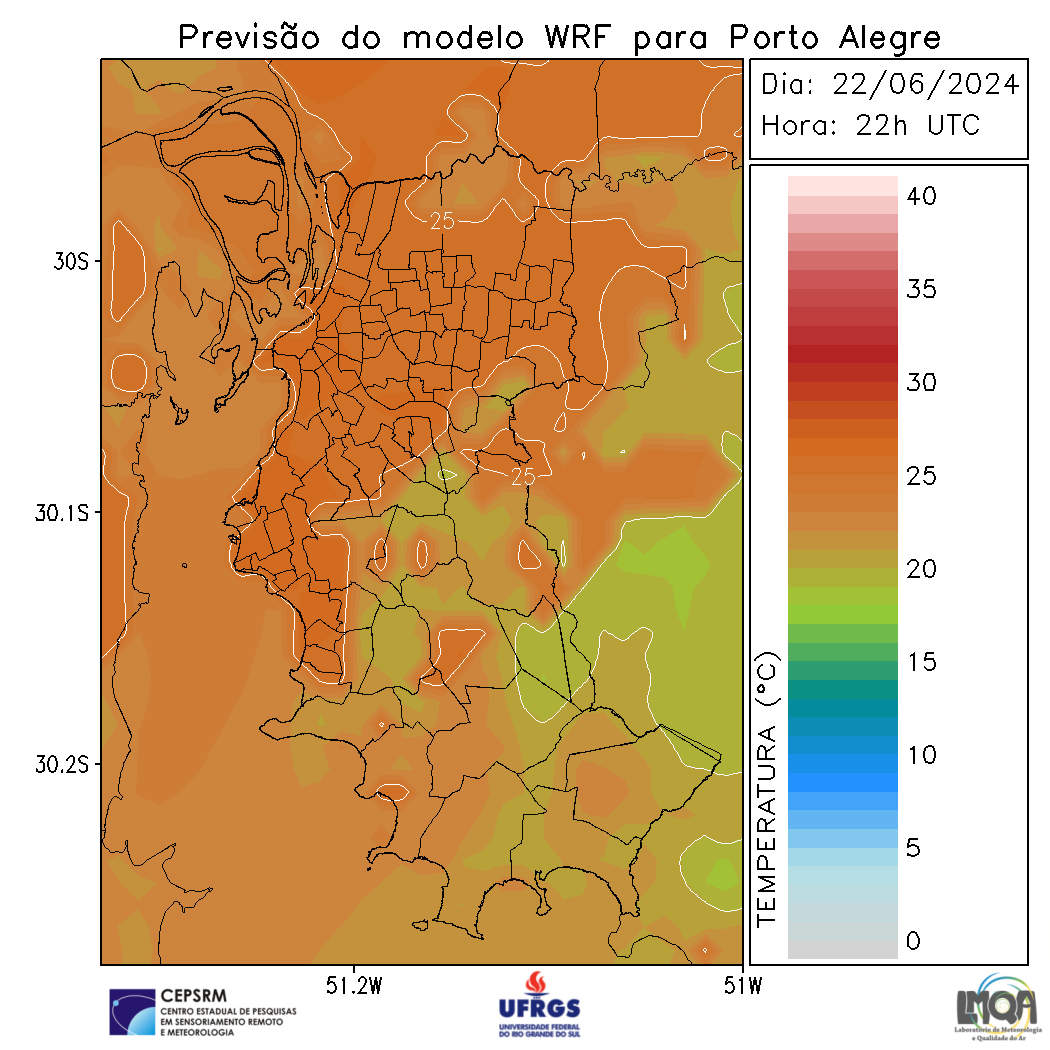 Previsão do modelo WRF para Porto Alegre
Dia: 22/06/2024
Hora: 22h UTC
30S
30.1S
30.2S
51.2W
51W
25
25
TEMPERATURA (°C)
40
35
30
25
20
15
10
5
0
CEPSRM
CENTRO ESTADUAL DE PESQUISAS
EM SENSORIAMENTO REMOTO
E METEOROLOGIA
UFRGS
UNIVERSIDADE FEDERAL
DO RIO GRANDE DO SUL
LMQA
Laboratório de Meteorologia
e Qualidade do Ar